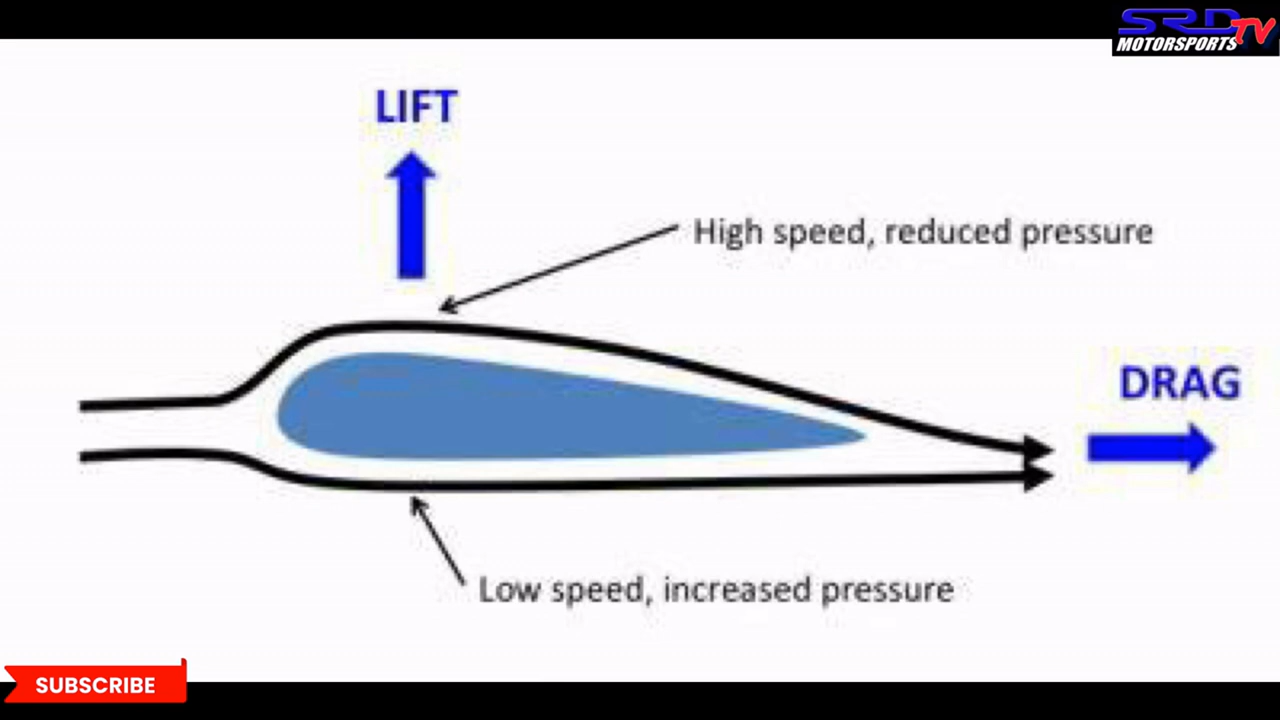 SRD TV
MOTORSPORTS
LIFT
High speed, reduced pressure
DRAG
Low speed, increased pressure
SUBSCRIBE